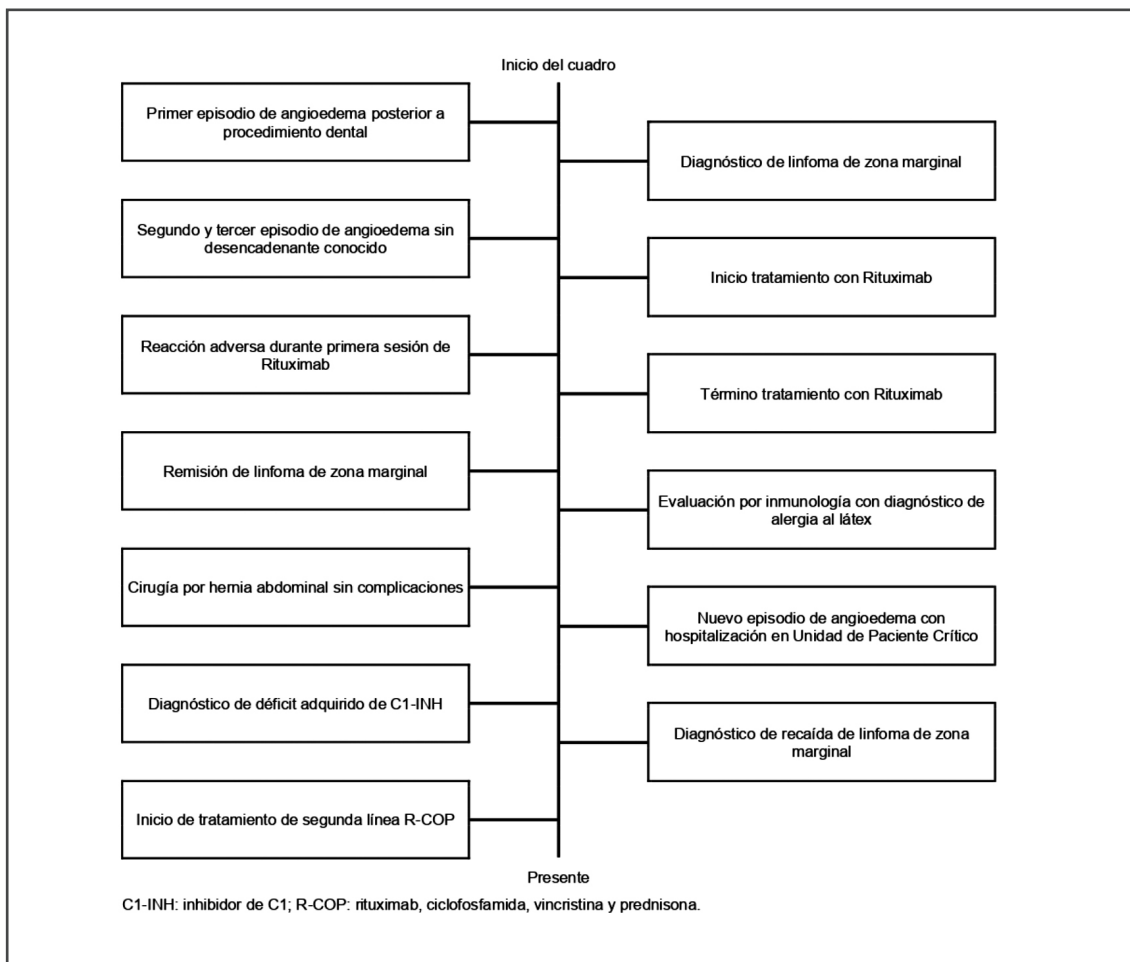 Inicio del cuadro
Primer episodio de angioedema posterior a
procedimiento dental
Diagnóstico de linfoma de zona marginal
Segundo y tercer episodio de angioedema sin
desencadenante conocido
Inicio tratamiento con Rituximab
Reacción adversa durante primera sesión de
Rituximab
Término tratamiento con Rituximab
Remisión de linfoma de zona marginal
Evaluación por inmunología con diagnóstico de
alergia al látex
Cirugía por hernia abdominal sin complicaciones
Nuevo episodio de angioedema con
hospitalización en Unidad de Paciente Crítico
Diagnóstico de déficit adquirido de C1-INH
Diagnóstico de recaída de linfoma de zona
marginal
Inicio de tratamiento de segunda línea R-COP
Presente
C1-INH: inhibidor de C1; R-COP: rituximab, ciclofosfamida, vincristina y prednisona.